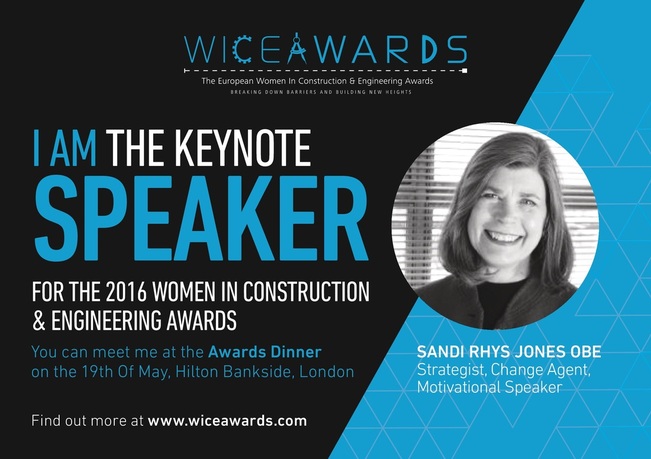 WICEAWARDS
The European Women In Construction & Engineering Awards
BREAKING DOWN BARRIERS AND BUILDING NEW HEIGHTS
I AM THE KEYNOTE
SPEAKER
FOR THE 2016 WOMEN IN CONSTRUCTION
& ENGINEERING AWARDS
You can meet me at the Awards Dinner
on the 19th Of May, Hilton Bankside, London
Find out more at www.wiceawards.com
SANDI RHYS JONES OBE
Strategist, Change Agent,
Motivational Speaker